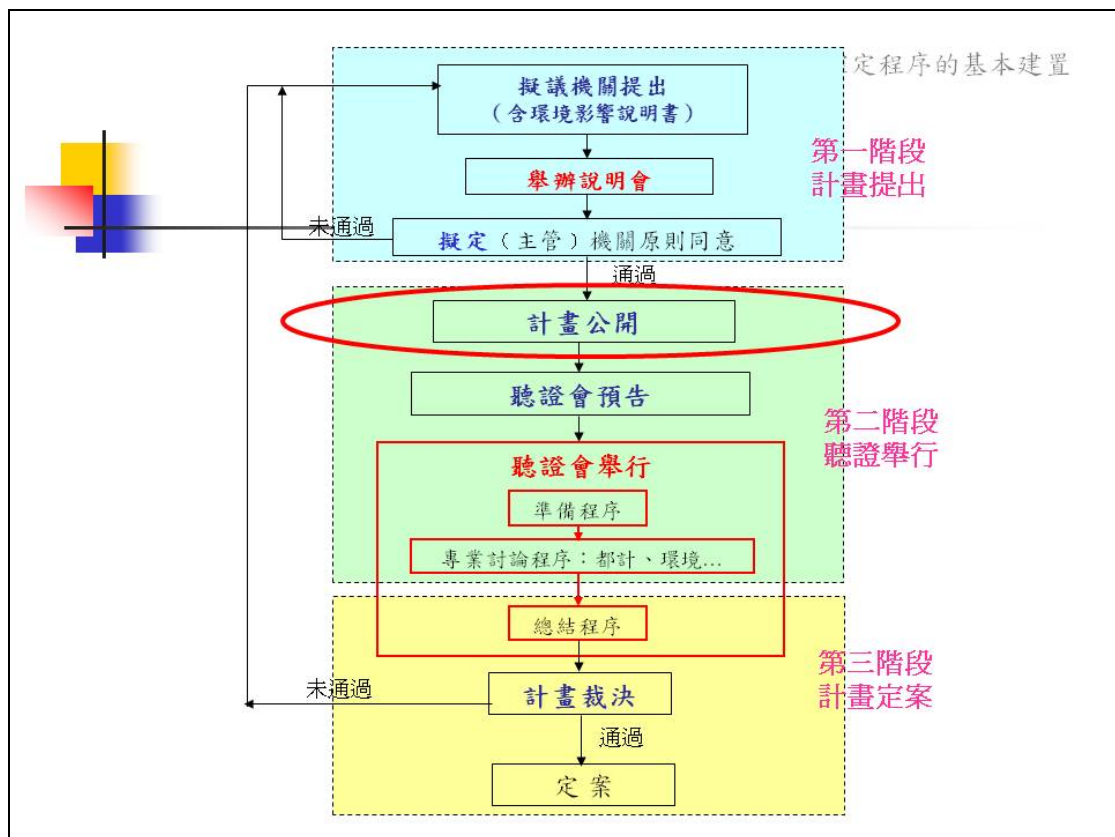 定程序的基本建置
擬議機關提出
（含環境影響說明書）
第一階段
計畫提出
舉辦說明會
未通過
擬定（主管）機關原則同意
通過
計畫公開
聽證會預告
第二階段
聽證舉行
聽證會舉行
準備程序
專業討論程序：都計、環境...
總結程序
第三階段
計畫定案
未通過
計畫裁決
通過
定案